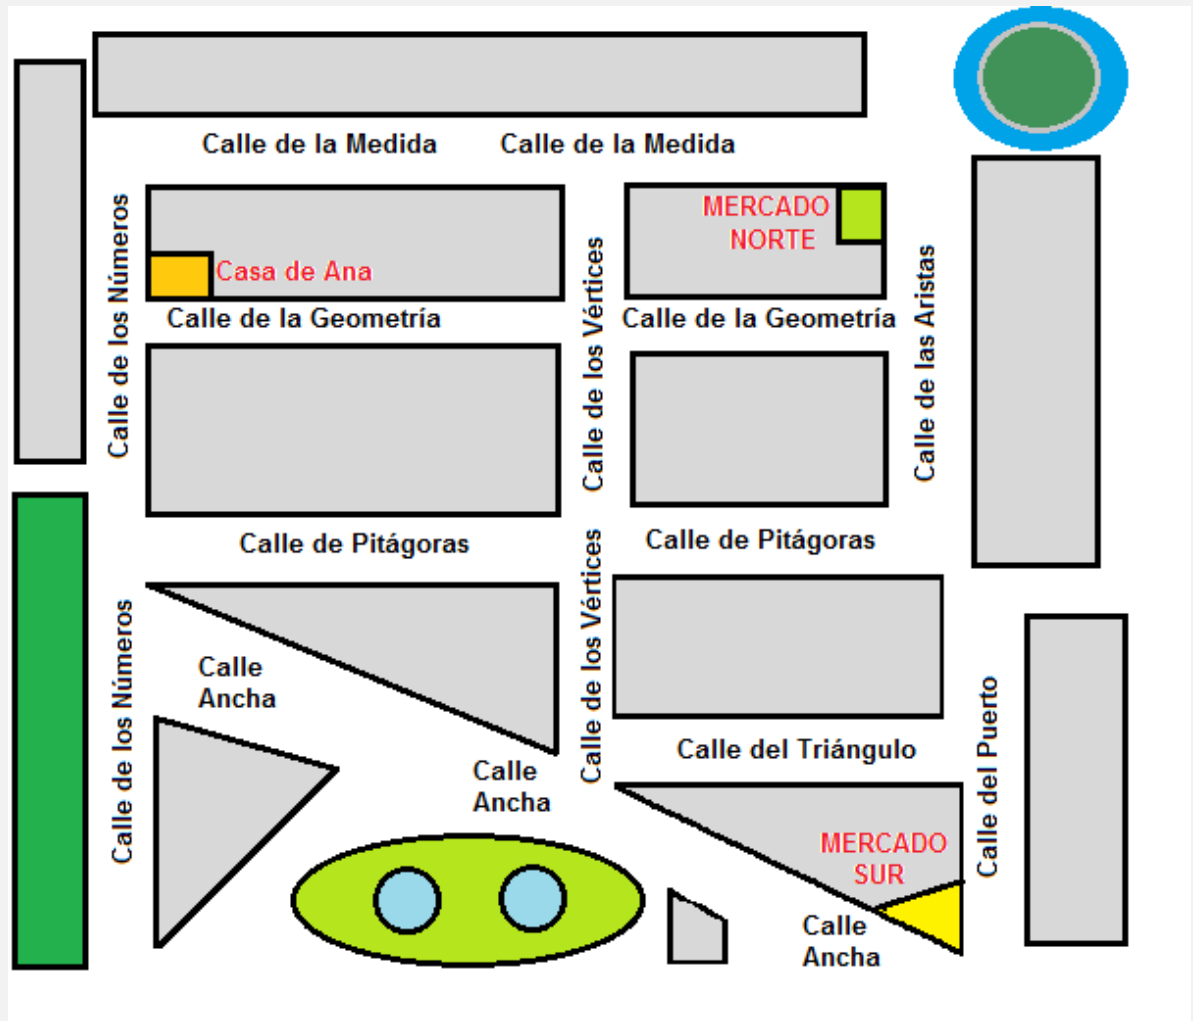 Calle de la Medida
Calle de la Medida
Calle de los Números
MERCADO
NORTE
Casa de Ana
Calle de los Vértices
Calle de las Aristas
Calle de la Geometría
Calle de la Geometría
Calle de Pitágoras
Calle de Pitágoras
Calle de los Vértices
Calle de los Números
Calle
Ancha
Calle del Triángulo
Calle del Puerto
Calle
Ancha
MERCADO
SUR
Calle
Ancha